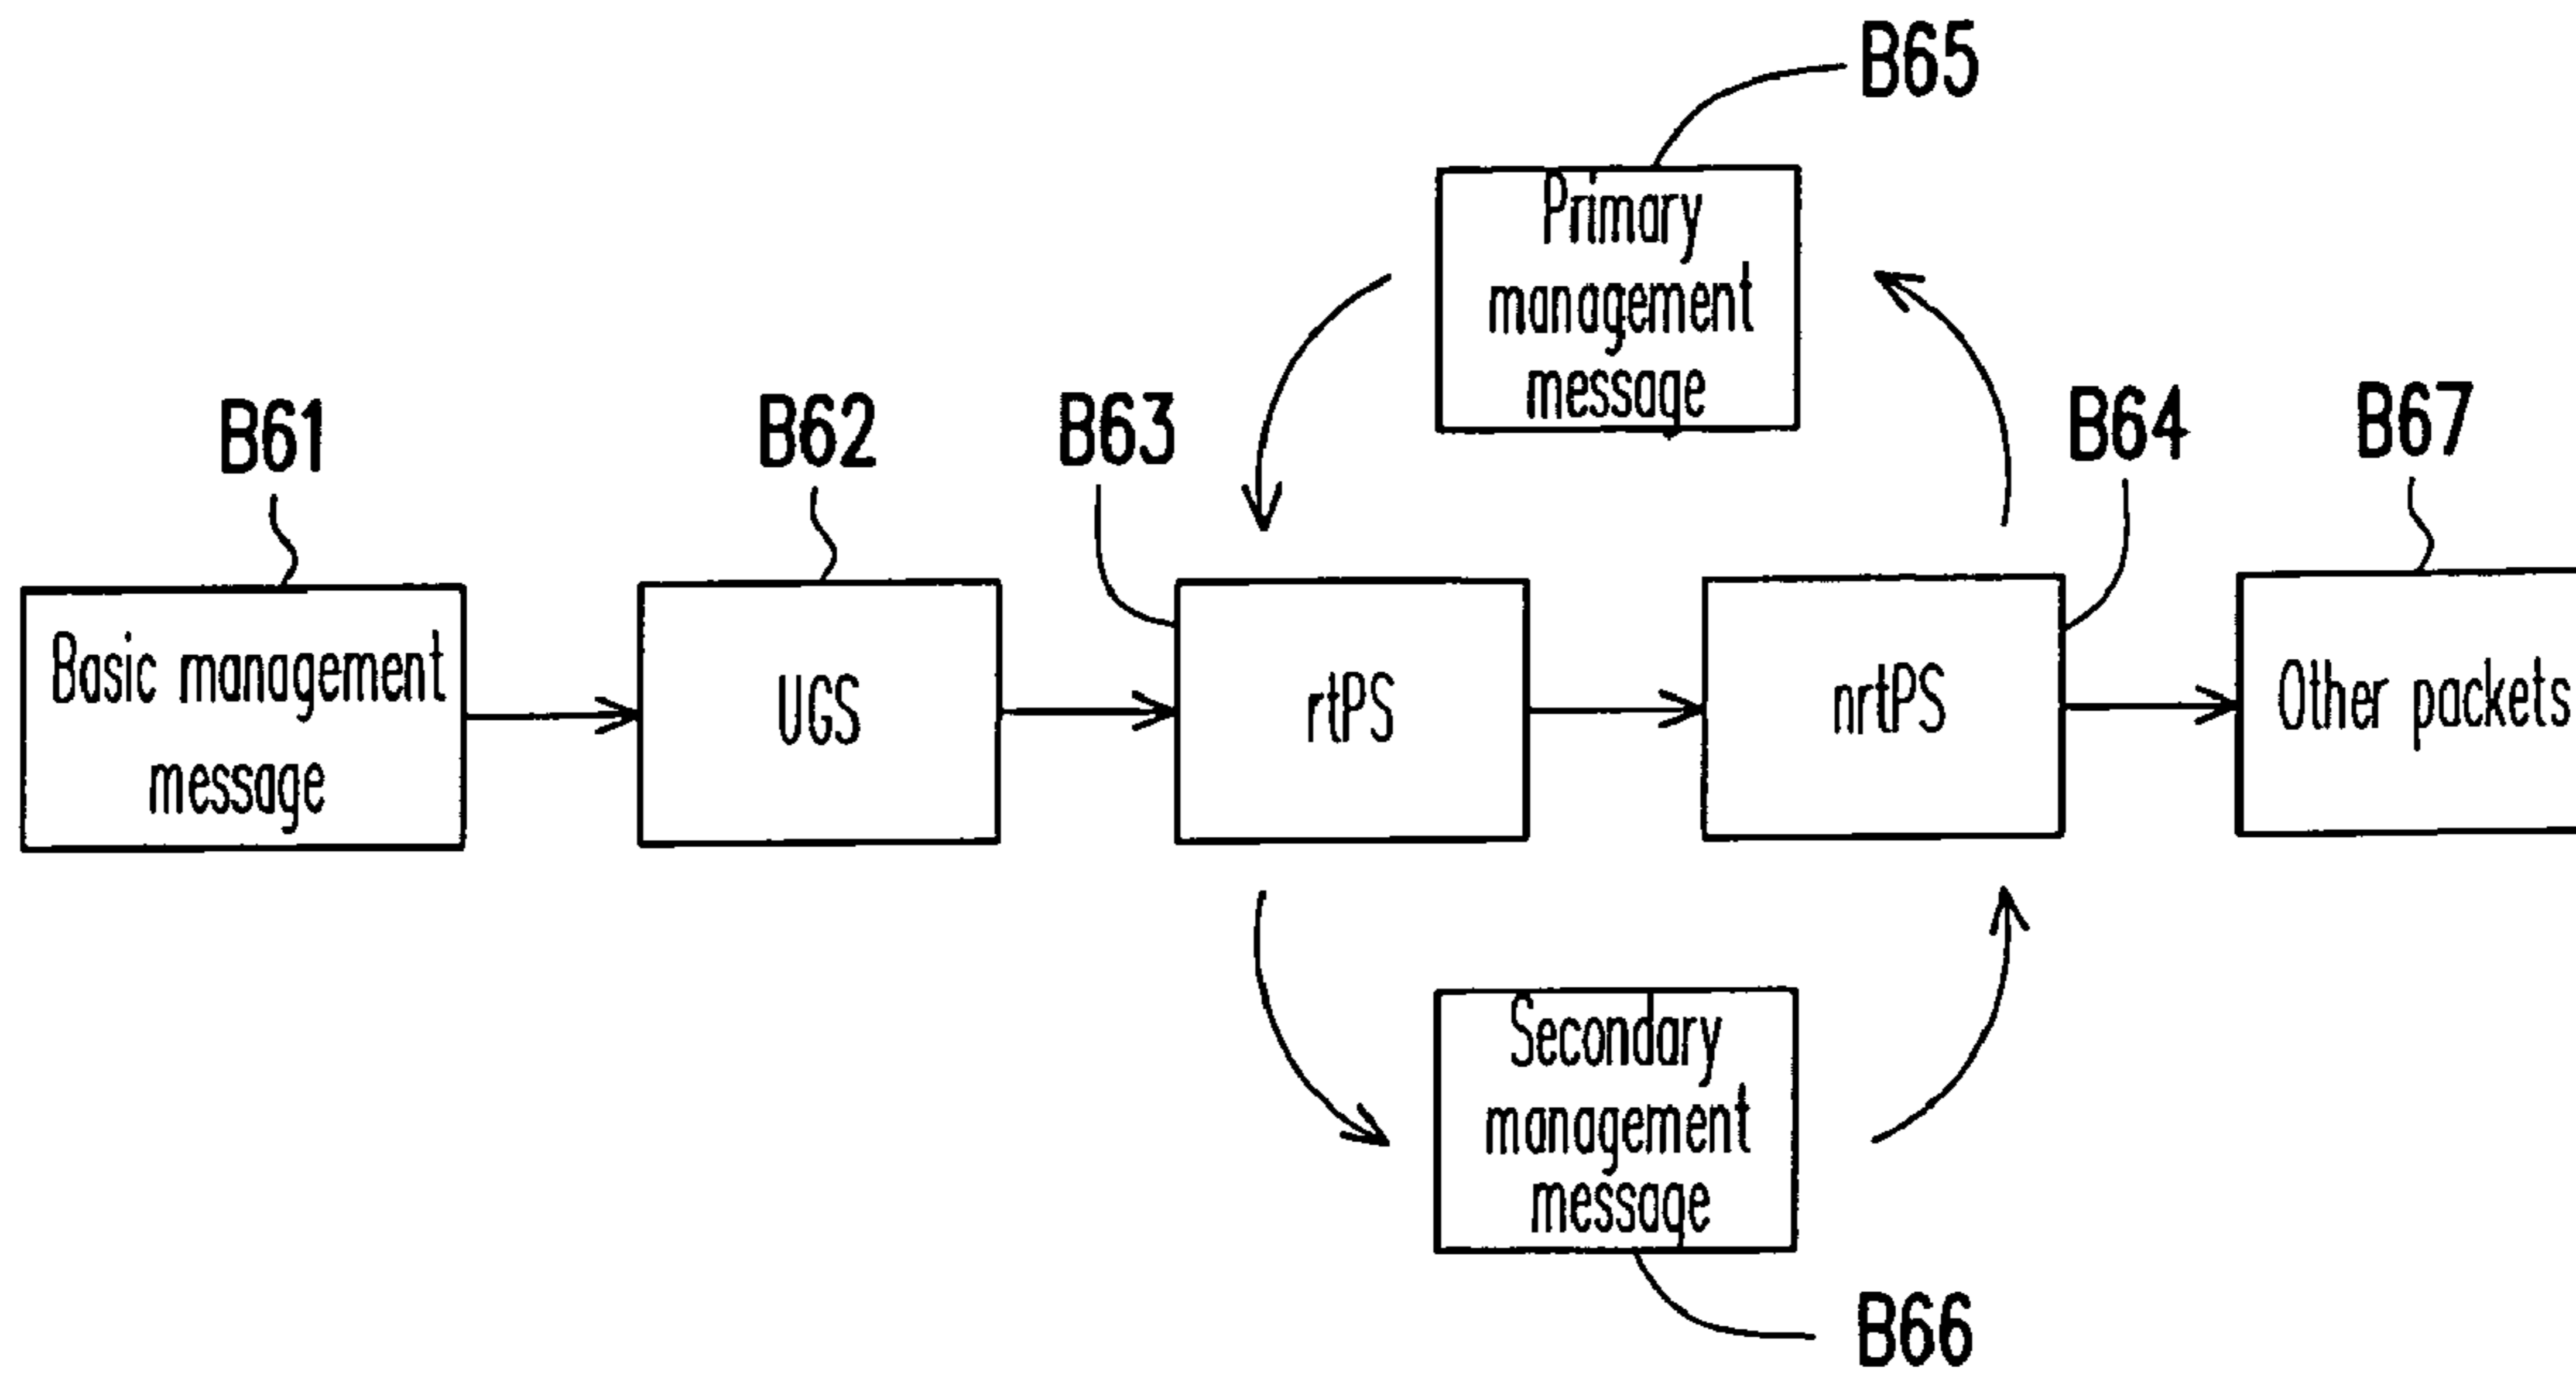 B65
Primary
management
message
B61
B62
B63
B64
B67
Basic management
message
UGS
rtPS
nrtPS
Other packets
Secondary
management
message
B66